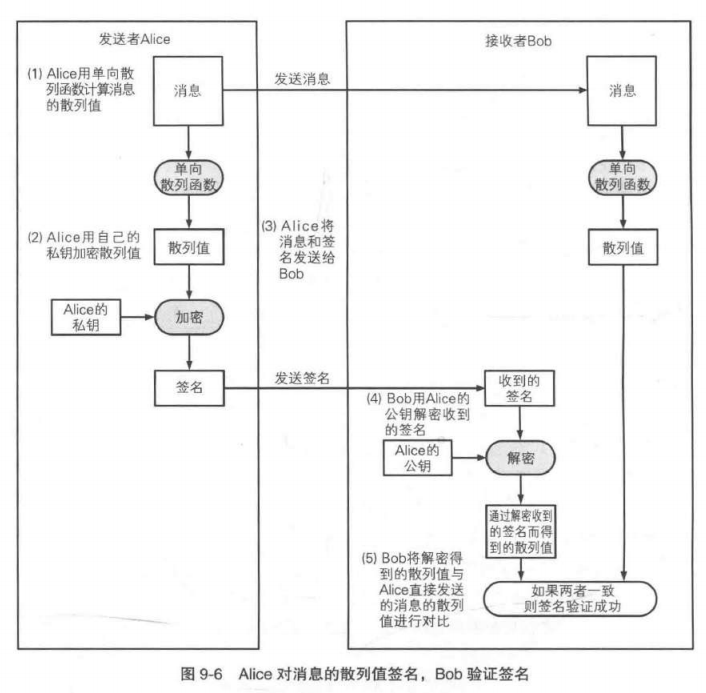 发送者Alice
接收者Bob
(1) Alice用单向散
列函数计算消息
的散列值
消息
发送消息
消息
单向
散列函数
单向
散列函数
(2) Alice用自己的
私钥加密散列值
散列值
(3) Alice将
消息和签
名发送给
Bob
散列值
Alice的
私钥
加密
签名
发送签名
收到的
签名
(4) Bob用Alice的
公钥解密收到
的签名
Alice的
公钥
解密
通过解密收到
的签名而得
到的散列值
(5) Bob将解密得
到的散列值与
Alice直接发送
的消息的散列
值进行对比
如果两者一致
则签名验证成功
图 9-6 Alice 对消息的散列值签名，Bob 验证签名